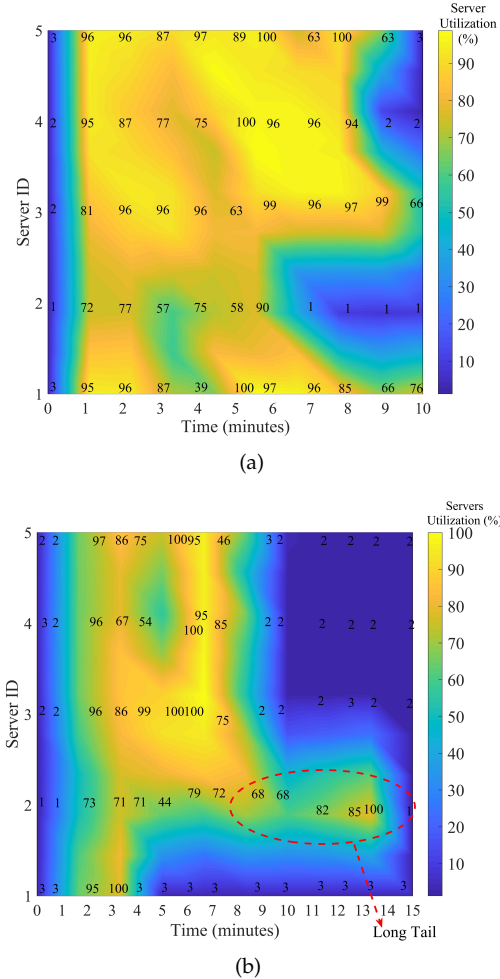 Server
Utilization
(%)
5 3 96 96 87 97 89 100 63 100 63 3
90
80
4 2 95 87 77 75 100 96 96 94 2 2
70
60
Server ID
50
3 2 81 96 96 96 63 99 96 97 99 66
40
30
2 1 72 77 57 75 58 90 1 1 1 1
20
10
1 3 95 96 87 39 100 97 96 85 66 76
0 1 2 3 4 5 6 7 8 9 10
Time (minutes)
(a)
Servers
Utilization (%)
5 2 2 97 86 75 100 95 46 3 2 2 2 2 2
100
90
80
4 3 2 96 67 54 100 95 85 2 2 2 2 2 2
70
60
Server ID
50
3 2 2 96 86 99 100 100 75 2 2 2 3 2 2
40
2 1 1 73 71 71 44 79 72 68 68 82 85 100 1
30
20
10
1 3 3 95 100 3 3 3 3 3 3 3 3 3 3
0 1 2 3 4 5 6 7 8 9 10 11 12 13 14 15
Time (minutes)
Long Tail
(b)